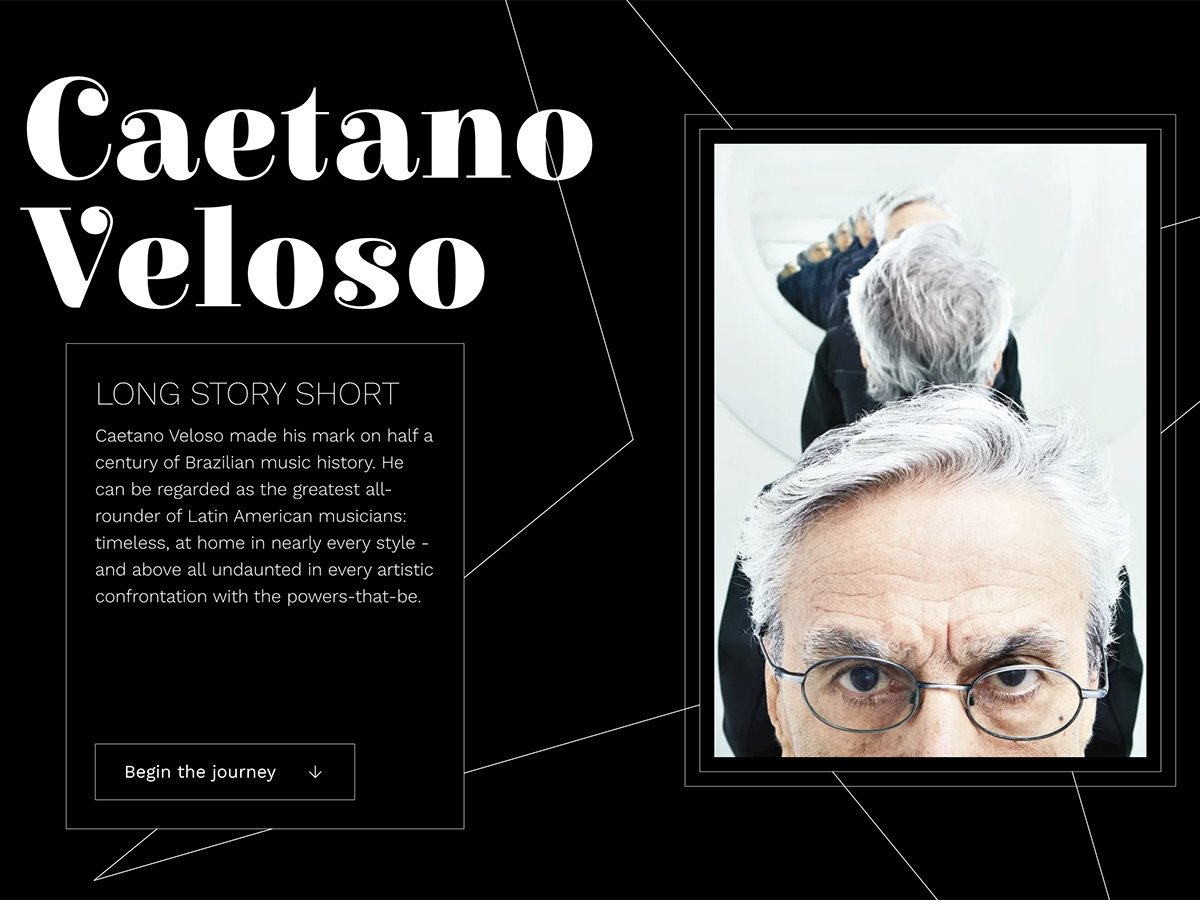 Caetano
Veloso
LONG STORY SHORT
Caetano Veloso made his mark on half a
century of Brazilian music history. He
can be regarded as the greatest all-
rounder of Latin American musicians:
timeless, at home in nearly every style -
and above all undaunted in every artistic
confrontation with the powers-that-be.
Begin the journey ↓